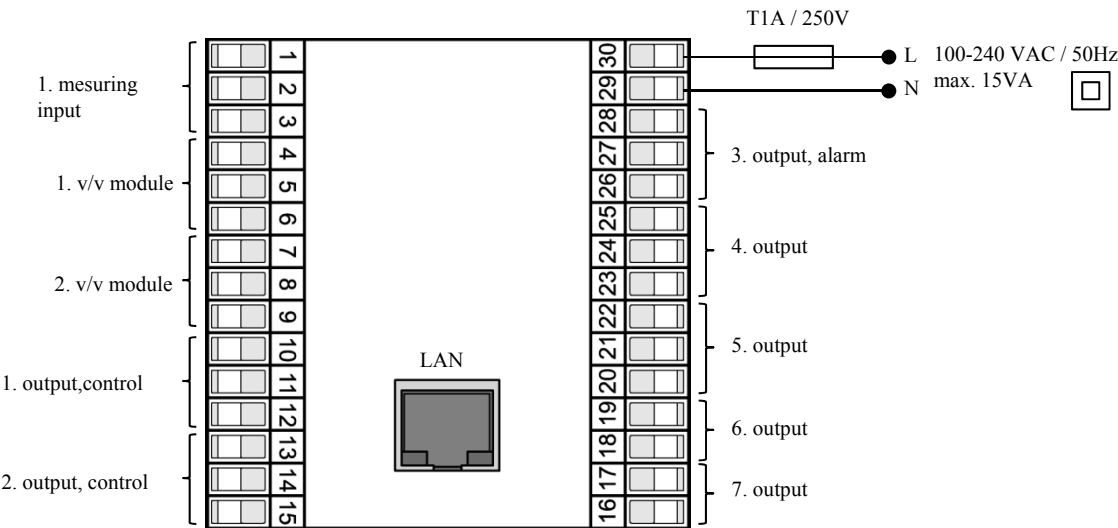 T1A / 250V
L 100-240 VAC / 50Hz
N max. 15VA
1. mesuring
input
1. v/v module
2. v/v module
1. output,control
2. output, control
1
2
3
4
5
6
7
8
9
10
11
12
13
14
15
LAN
30
29
28
27
26
25
24
23
22
21
20
19
18
17
16
3. output, alarm
4. output
5. output
6. output
7. output